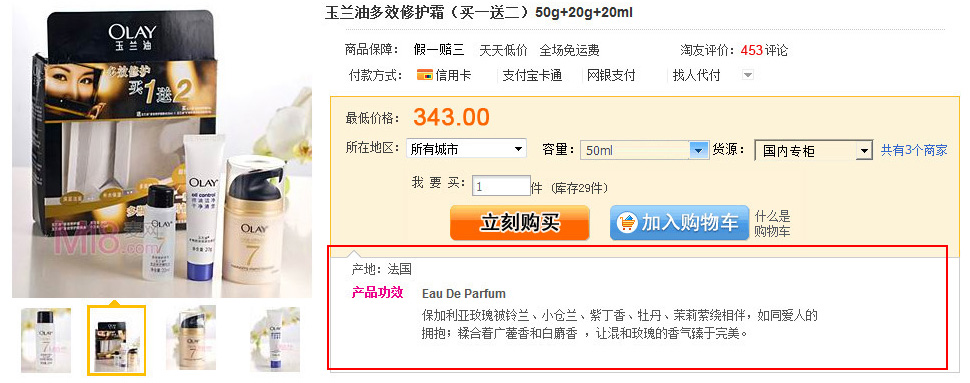 玉兰油多效修护霜（买一送二）50g+20g+20ml
商品保障： 假一赔三 天天低价 全场免运费 淘友评价：453评论
付款方式： 信用卡 支付宝卡通 网银支付 找人代付
最低价格： 343.00
所在地区： 所有城市 容量： 50ml 货源： 国内专柜 共有3个商家
我 要 买： 1 件 (库存29件)
立刻购买 加入购物车 什么是
购物车
产地：法国
产品功效 Eau De Parfum
保加利亚玫瑰被铃兰、小仓兰、紫丁香、牡丹、茉莉萦绕相伴，如同爱人的
拥抱；糅合着广藿香和白麝香 ，让混和玫瑰的香气臻于完美。
OLAY
玉兰油
多效修护
买1送2
OLAY
oil control
OLAY
OLAY
7